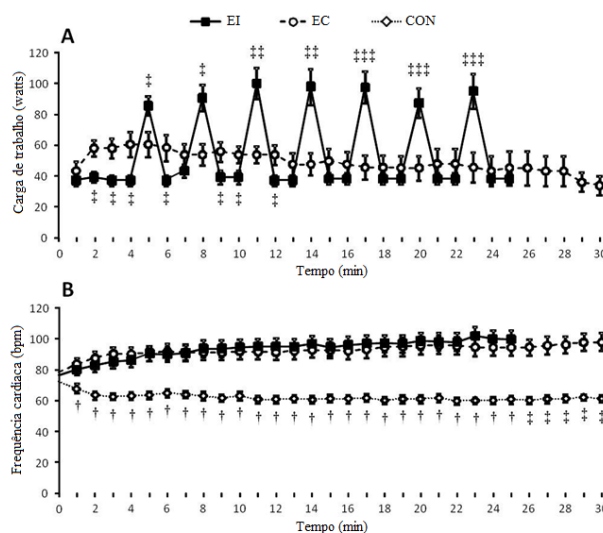 EI EC CON
A
Carga de trabalho (watts)
120
100
80
60
40
20
0
‡ ‡ ‡‡ ‡‡ ‡‡‡ ‡‡‡ ‡‡‡
‡ ‡ ‡ ‡ ‡ ‡ ‡
0 2 4 6 8 10 12 14 16 18 20 22 24 26 28 30
Tempo (min)
B
Frequência cardiaca (bpm)
120
100
80
60
40
20
0
† † † † † † † † † † † † † † † † † † † † † † † † † ‡ ‡ ‡ ‡ ‡
0 2 4 6 8 10 12 14 16 18 20 22 24 26 28 30
Tempo (min)